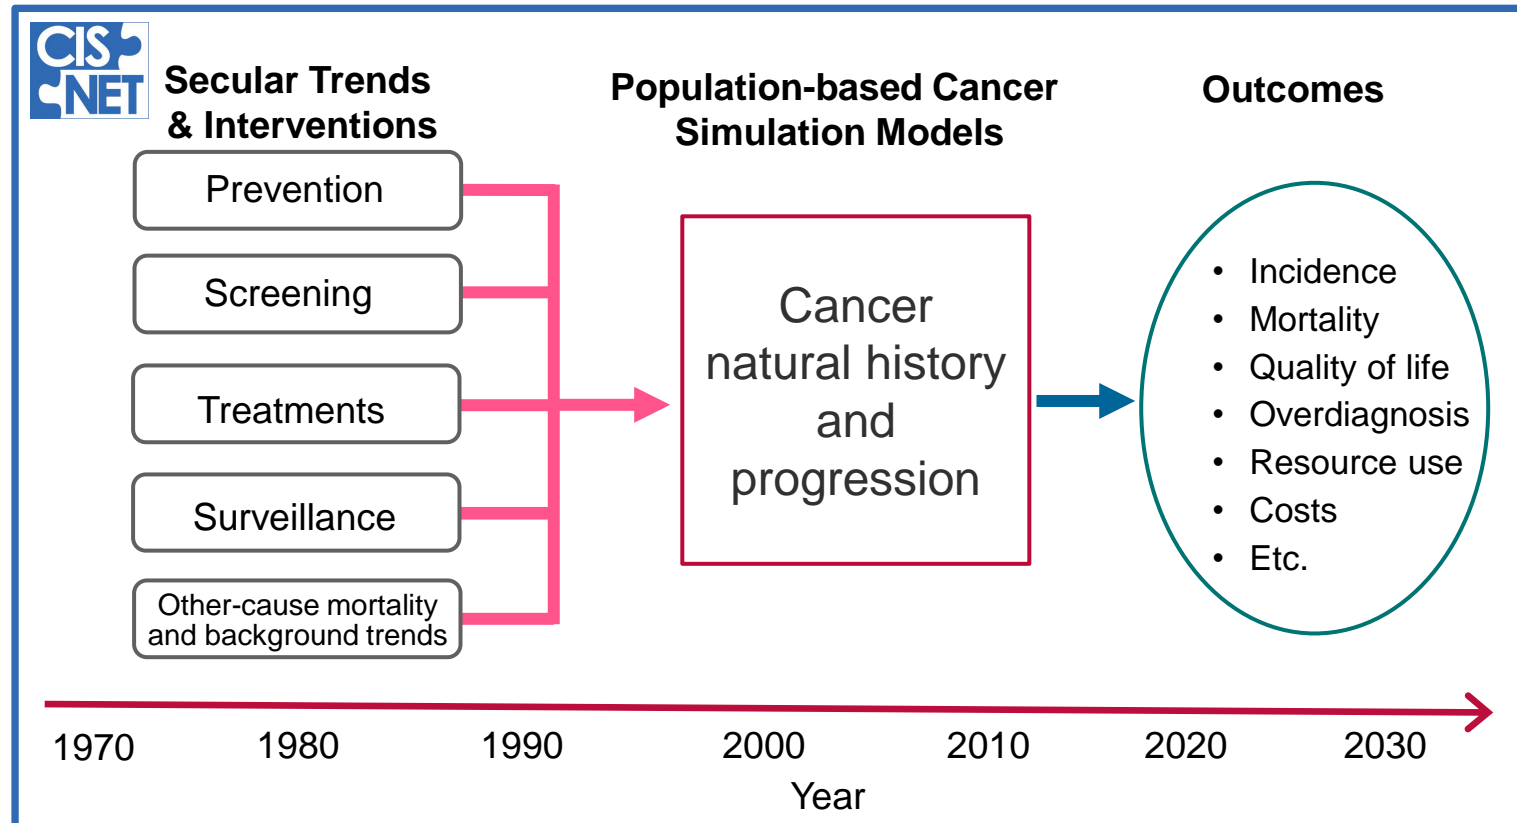 CIS
NET
Secular Trends
& Interventions
Population-based Cancer
Simulation Models
Outcomes
Prevention
Screening
Treatments
Surveillance
Other-cause mortality
and background trends
Cancer
natural history
and
progression
• Incidence
• Mortality
• Quality of life
• Overdiagnosis
• Resource use
• Costs
• Etc.
1970 1980 1990 2000 2010 2020 2030
Year